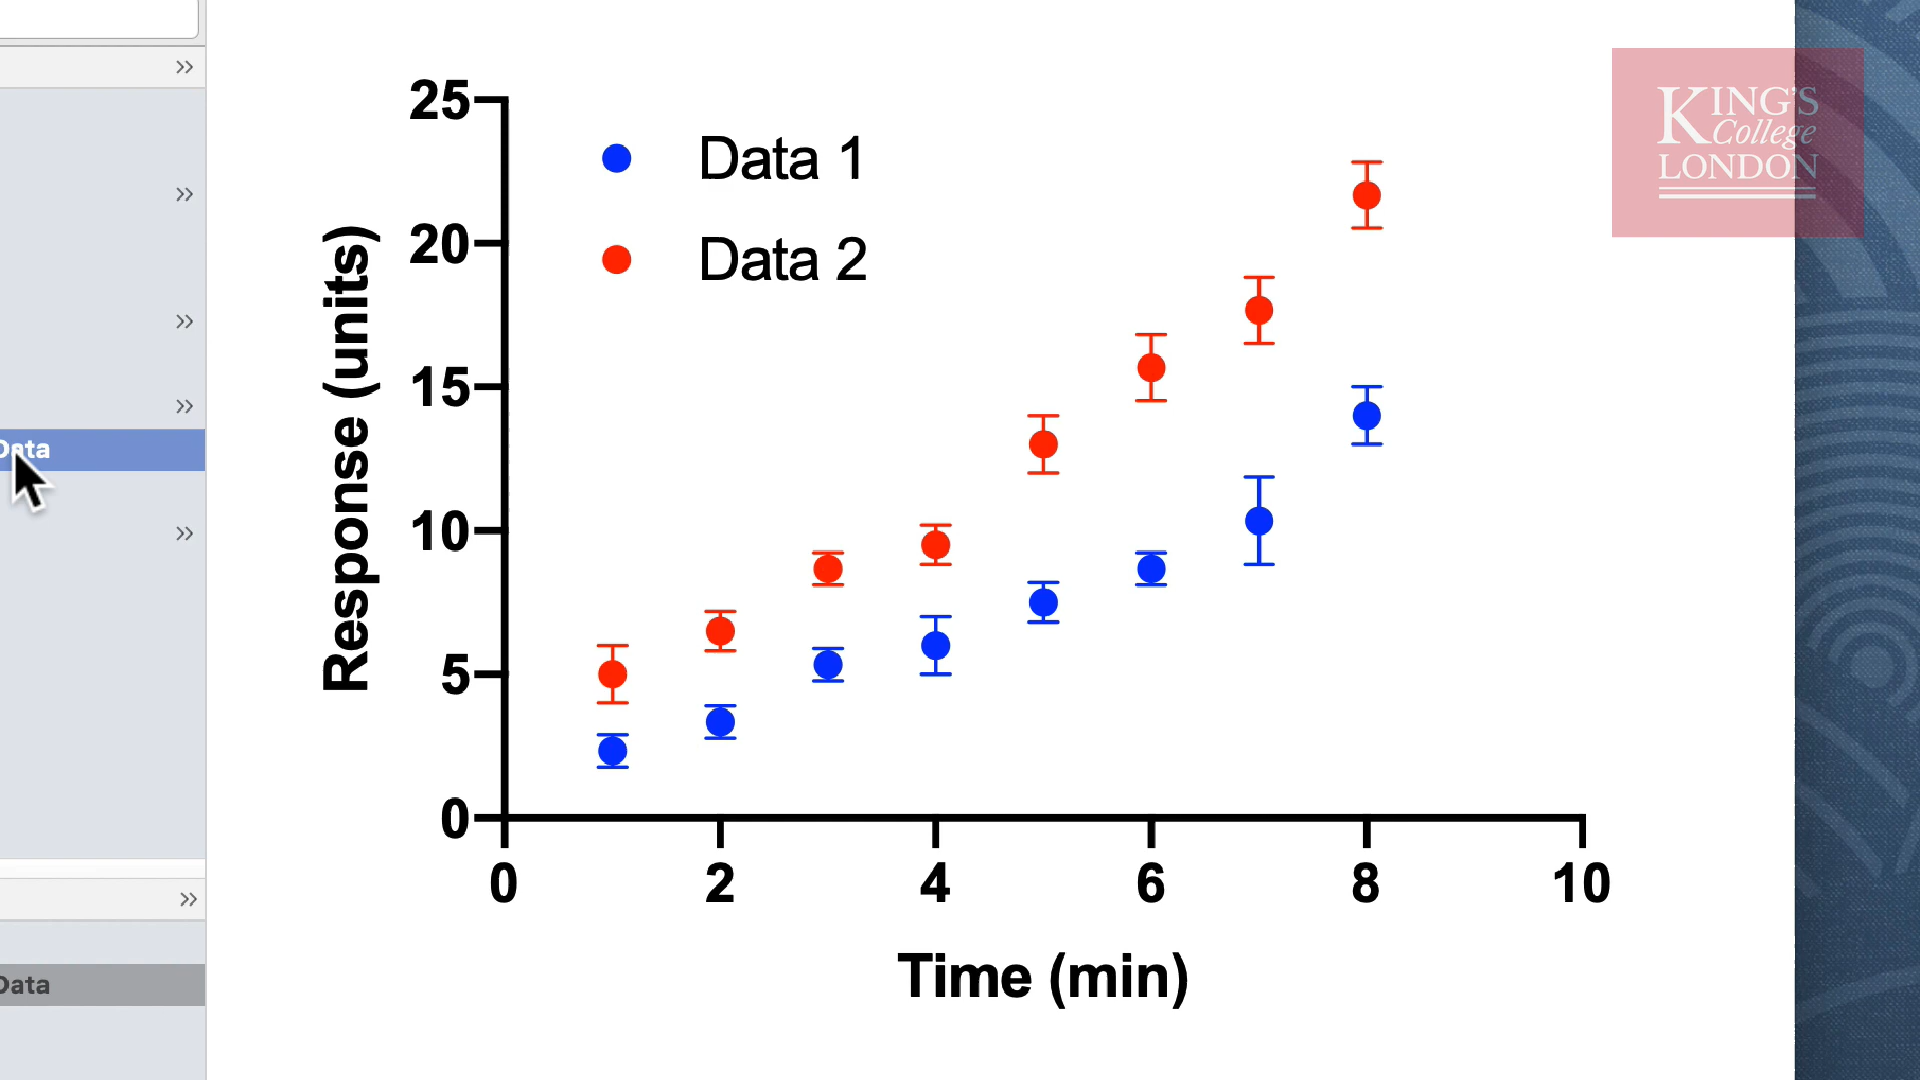 25
20
15
10
5
0
Response (units)
Data 1
Data 2
0 2 4 6 8 10
Time (min)
KING'S
College
LONDON
Data
Data